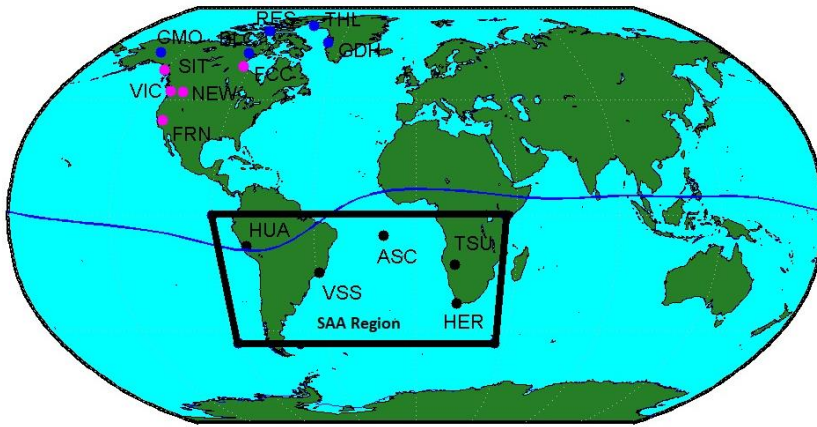 RES
THL
CMO
BLC
GDH
SIT
FCC
VIC
NEW
FRN
HUA
ASC
TSU
VSS
SAA Region
HER